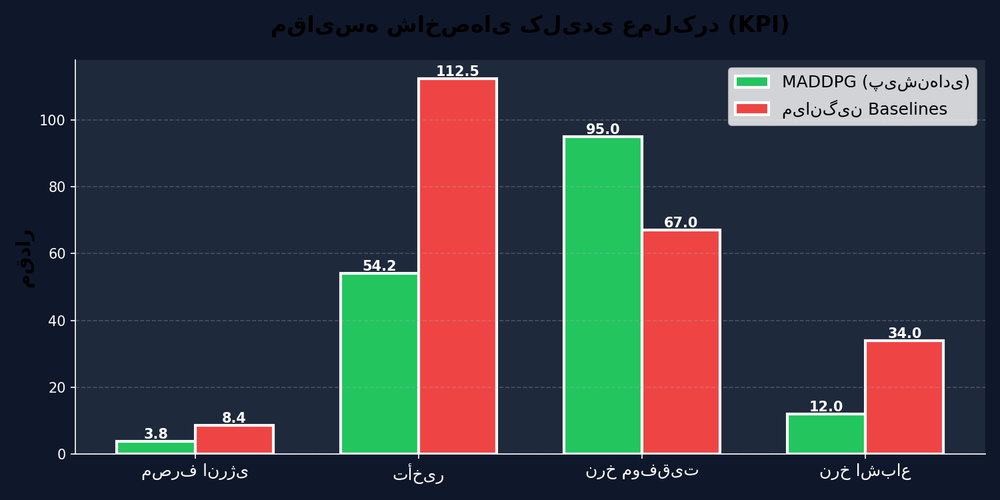 مقایسه شاخص‌های کلیدی عملکرد (KPI)
MADDPG (پیشنهادی)
میانگین Baselines
مقدار
100
80
60
40
20
0
3.8
8.4
54.2
112.5
95.0
67.0
12.0
34.0
مصرف انرژی
تأخیر
نرخ موفقیت
نرخ اشباع